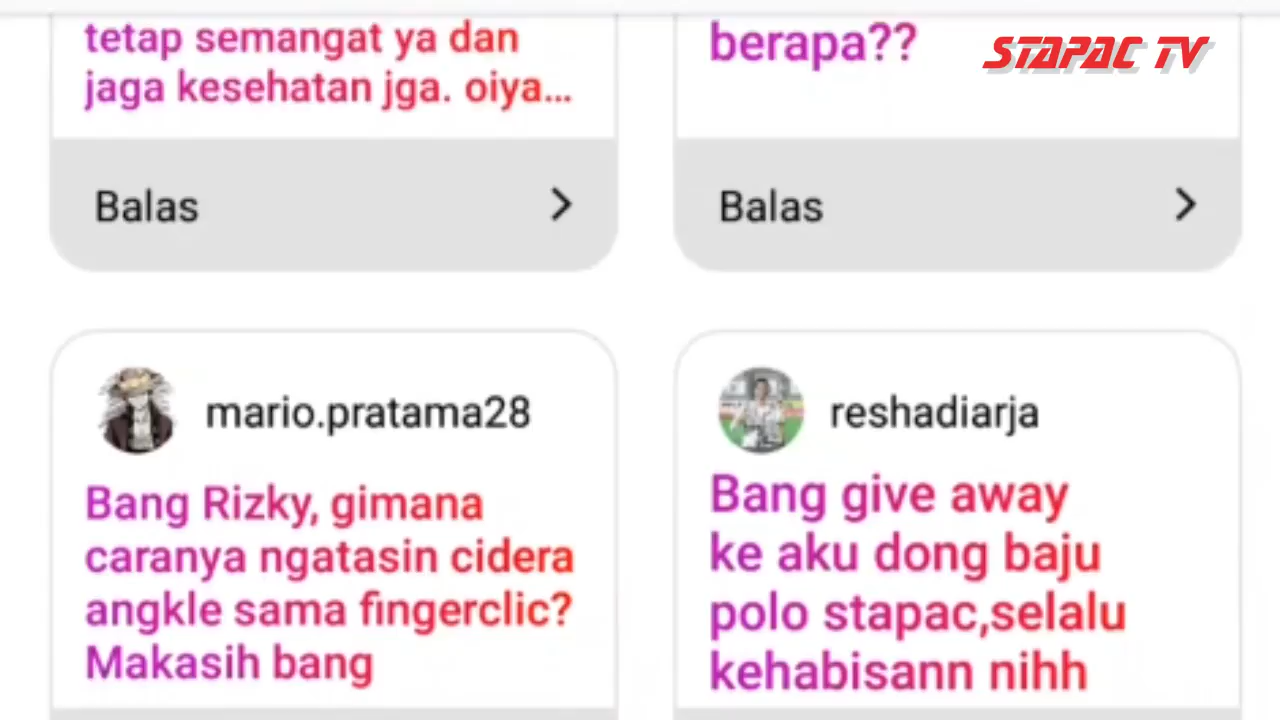 tetap semangat ya dan
jaga kesehatan jga. oiya...
Balas
berapa??
Balas
STAPAC TV
mario.pratama28
Bang Rizky, gimana
caranya ngatasin cidera
angkle sama fingerclic?
Makasih bang
reshadiarja
Bang give away
ke aku dong baju
polo stapac,selalu
kehabisann nihh